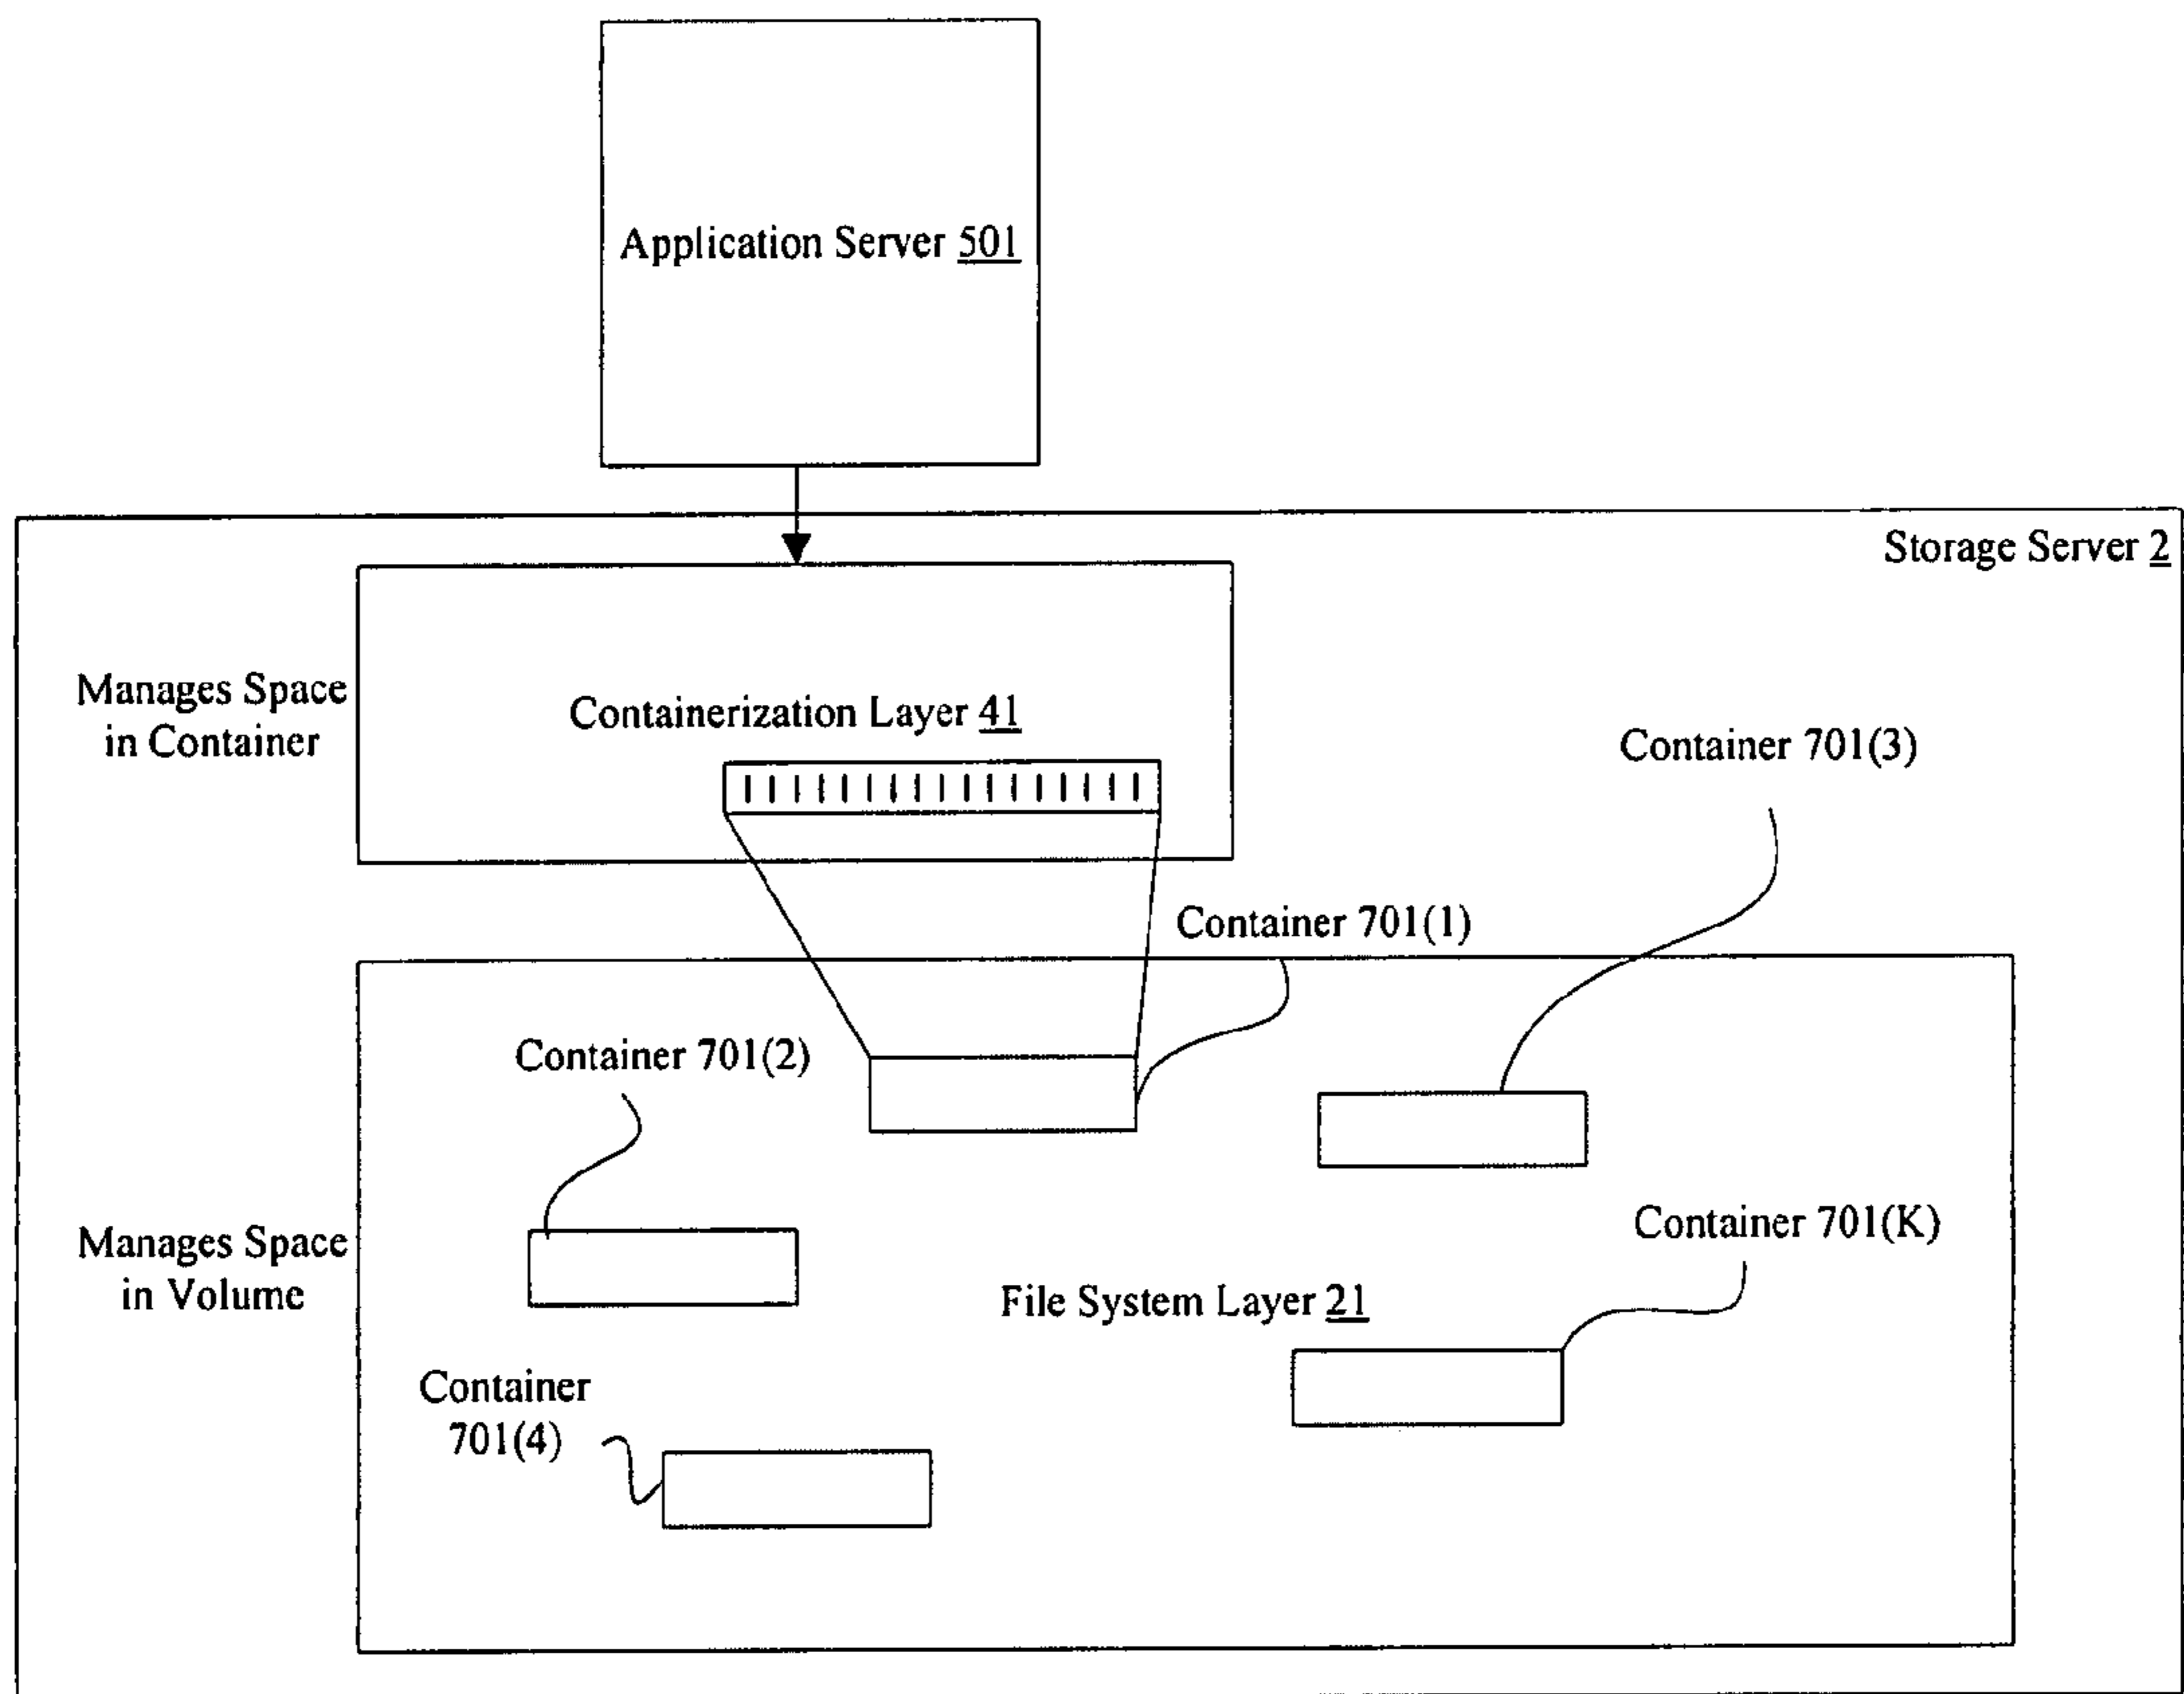 Application Server 501
Storage Server 2
Manages Space
in Container
Containerization Layer 41
Container 701(3)
Container 701(1)
Container 701(2)
Manages Space
in Volume
Container 701(K)
File System Layer 21
Container
701(4)